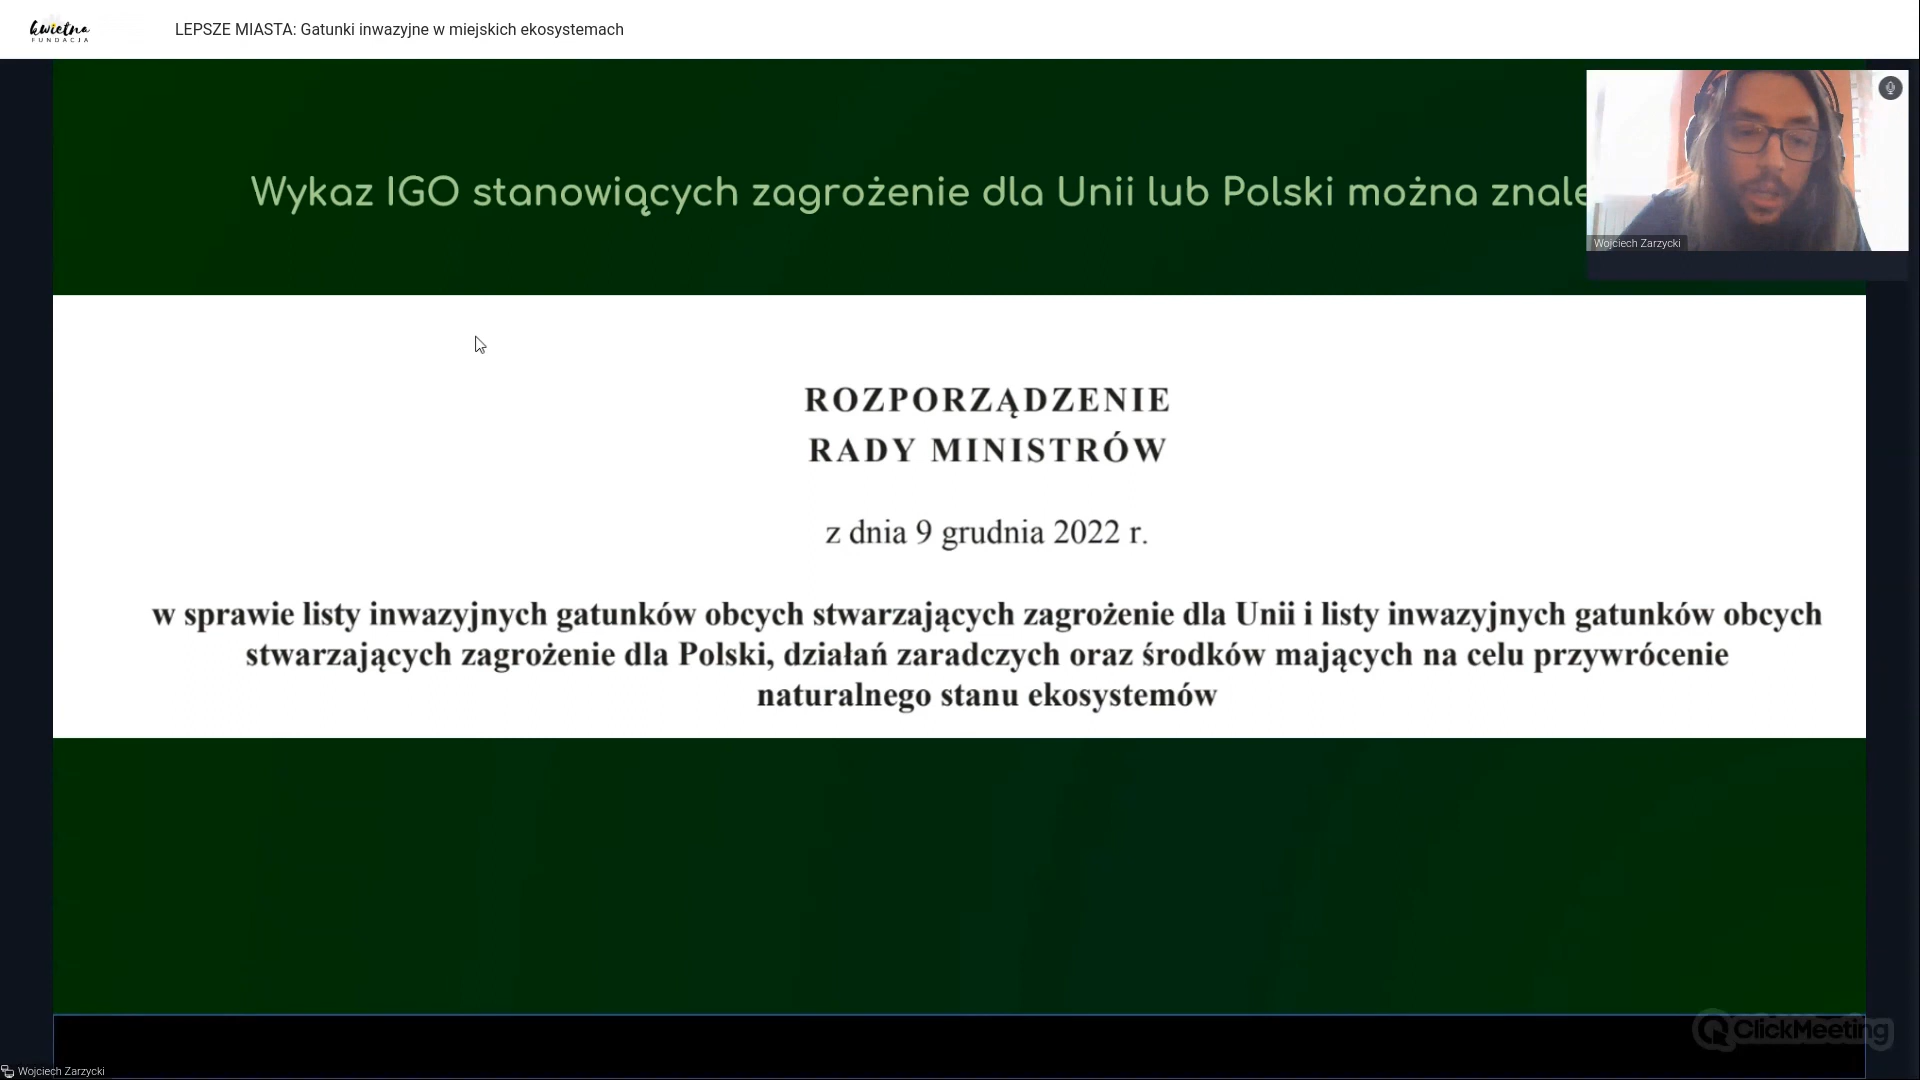 kwietna
FUNDACJA
LEPSZE MIASTA: Gatunki inwazyjne w miejskich ekosystemach
Wykaz IGO stanowiących zagrożenie dla Unii lub Polski można znale
Wojciech Zarzycki
ROZPORZĄDZENIE
RADY MINISTRÓW
z dnia 9 grudnia 2022 r.
w sprawie listy inwazyjnych gatunków obcych stwarzających zagrożenie dla Unii i listy inwazyjnych gatunków obcych
stwarzających zagrożenie dla Polski, działań zaradczych oraz środków mających na celu przywrócenie
naturalnego stanu ekosystemów
ClickMeeting
Wojciech Zarzycki